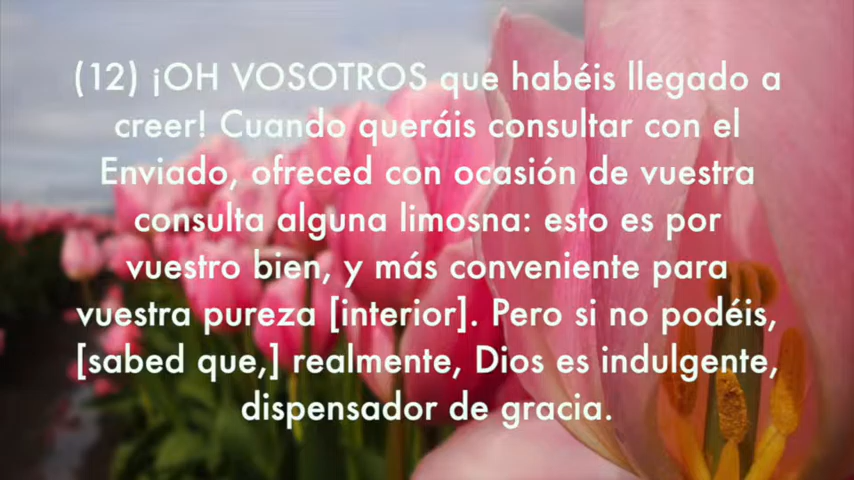 (12) ¡OH VOSOTROS que habéis llegado a
creer! Cuando queráis consultar con el
Enviado, ofreced con ocasión de vuestra
consulta alguna limosna: esto es por
vuestro bien, y más conveniente para
vuestra pureza [interior]. Pero si no podéis,
[sabed que,] realmente, Dios es indulgente,
dispensador de gracia.